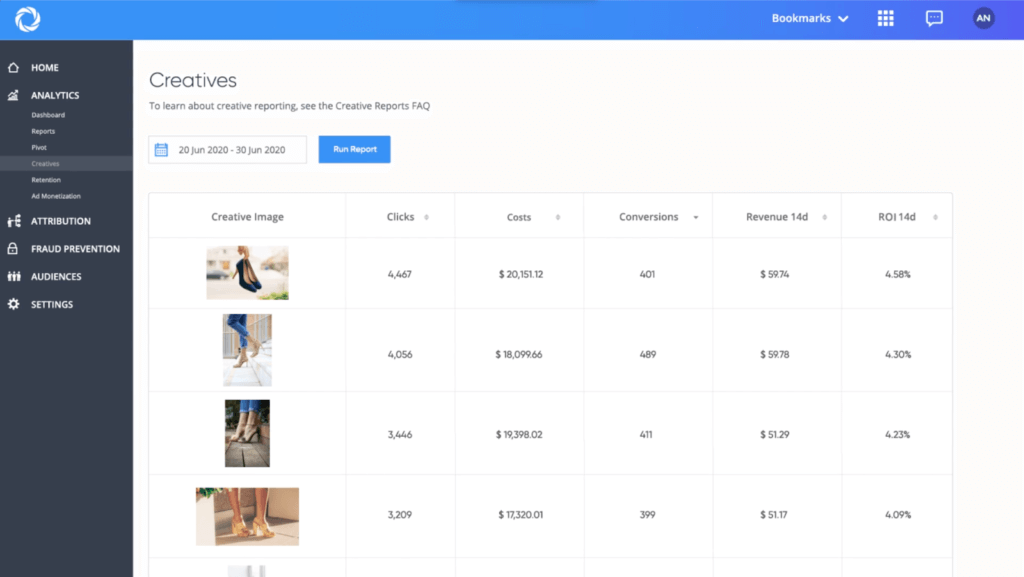 Bookmarks
AN
HOME
ANALYTICS
Dashboard
Reports
Pivot
Creatives
Retention
Ad Monetization
ATTRIBUTION
FRAUD PREVENTION
AUDIENCES
SETTINGS
Creatives
To learn about creative reporting, see the Creative Reports FAQ
20 Jun 2020 - 30 Jun 2020 Run Report
Creative Image Clicks Costs Conversions Revenue 14d ROI 14d
4,467 $ 20,151.12 401 $ 59.74 4.58%
4,056 $ 18,099.66 489 $ 59.78 4.30%
3,446 $ 19,398.02 411 $ 51.29 4.23%
3,209 $ 17,320.01 399 $ 51.17 4.09%